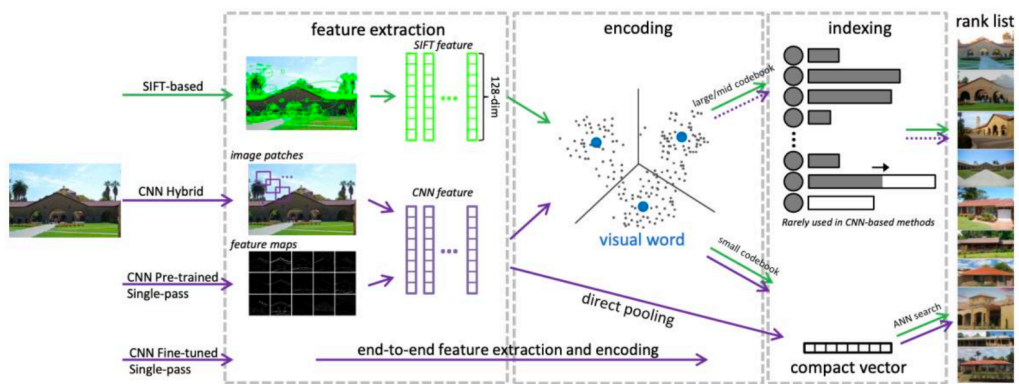 feature extraction
encoding
indexing
rank list
SIFT feature
SIFT-based
128-dim
large/mid codebook
image patches
CNN Hybrid
CNN feature
Rarely used in CNN-based methods
feature maps
visual word
small codebook
CNN Pre-trained
Single-pass
direct pooling
ANN search
CNN Fine-tuned
Single-pass
end-to-end feature extraction and encoding
compact vector